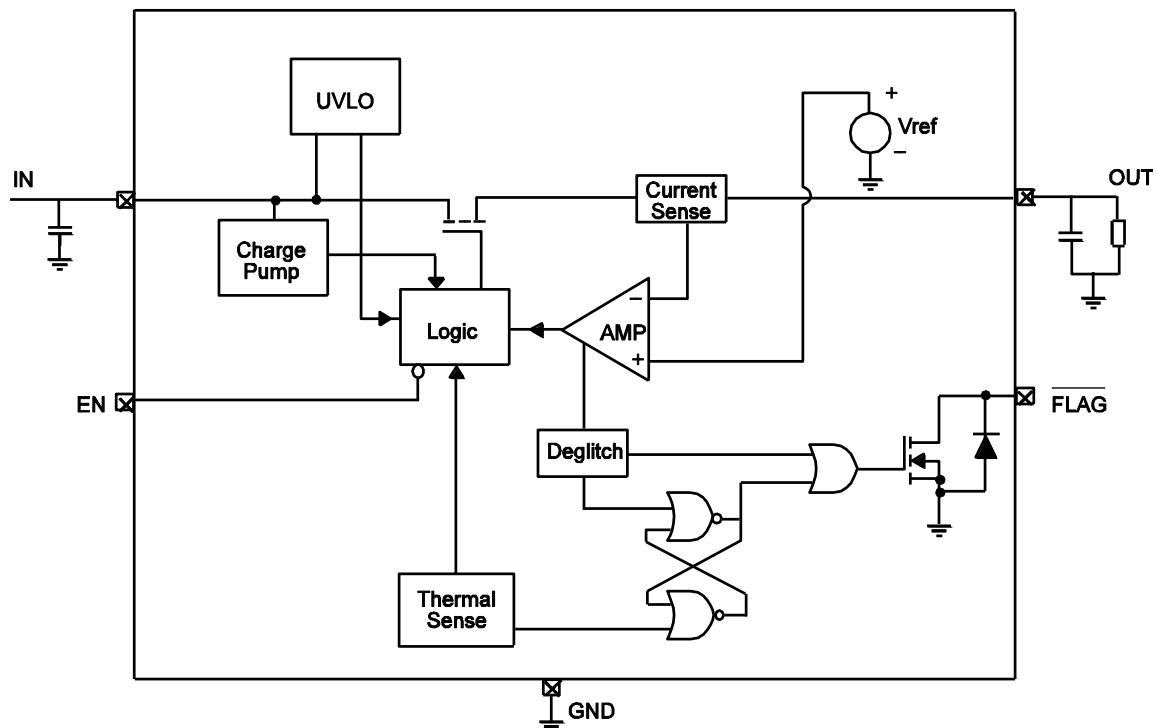 UVLO
+
Vref
−
IN
Current
Sense
OUT
Charge
Pump
−
Logic
AMP
+
EN
FLAG
Deglitch
Thermal
Sense
GND